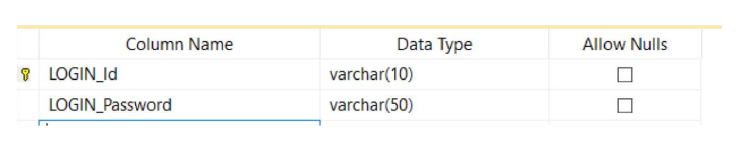 Column Name Data Type Allow Nulls
LOGIN_Id varchar(10)
LOGIN_Password varchar(50)